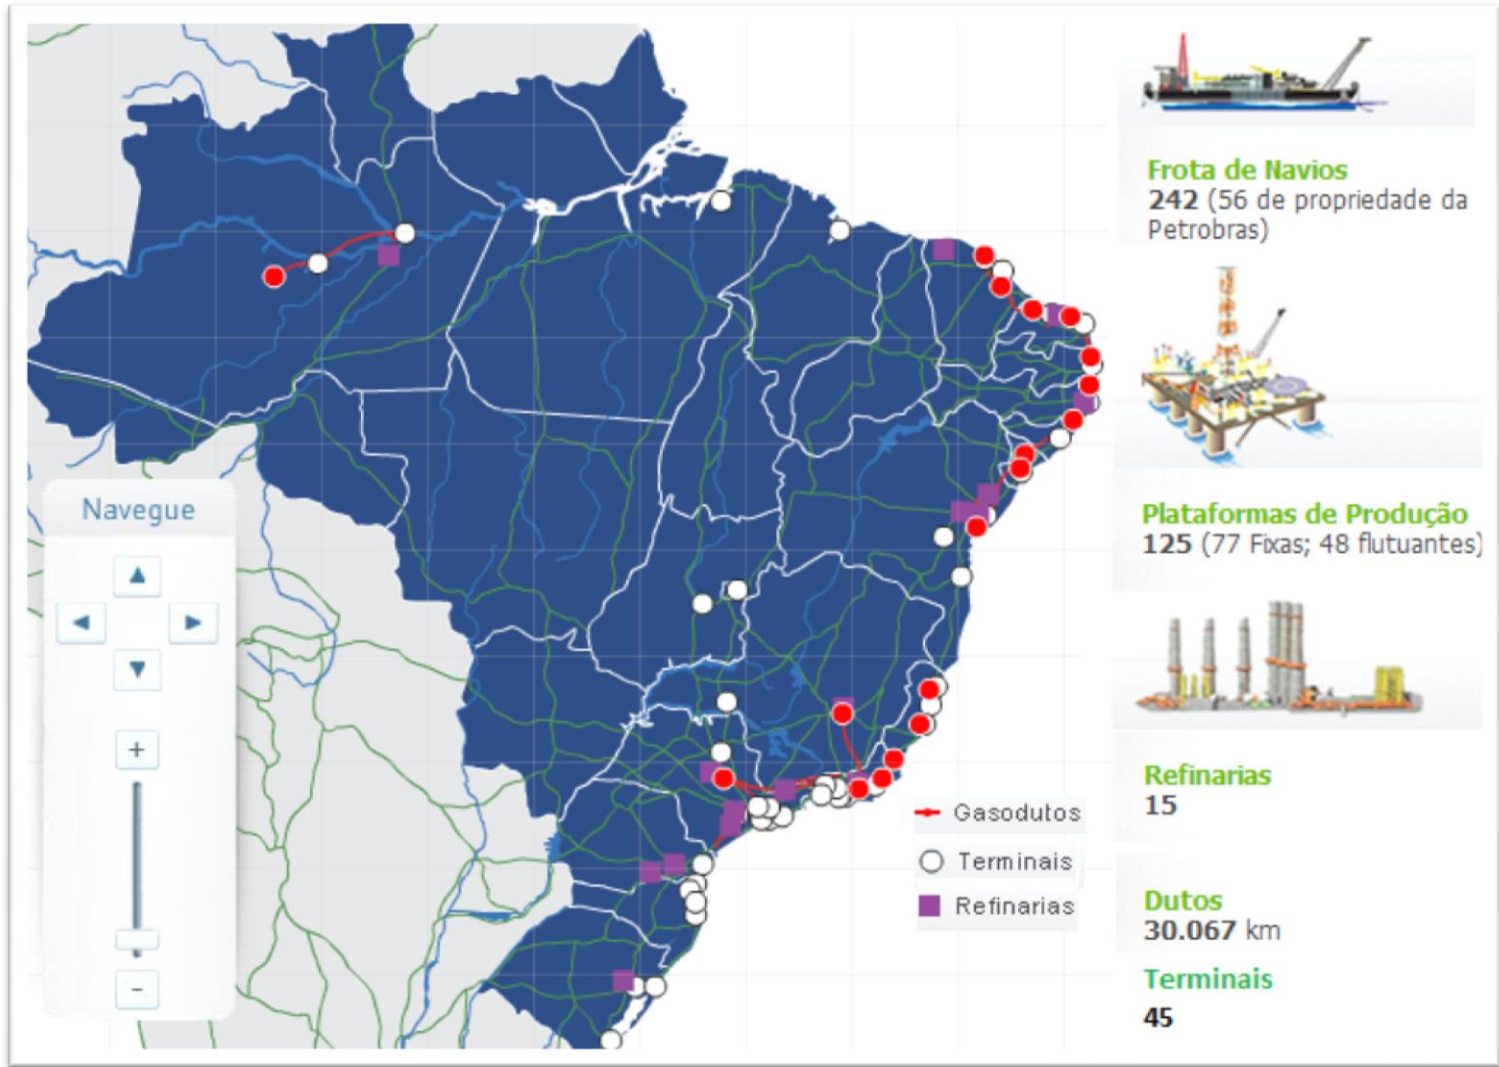 Navegue
+
−
Gasodutos
Terminais
Refinarias
Frota de Navios
242 (56 de propriedade da
Petrobras)
Plataformas de Produção
125 (77 Fixas; 48 flutuantes)
Refinarias
15
Dutos
30.067 km
Terminais
45